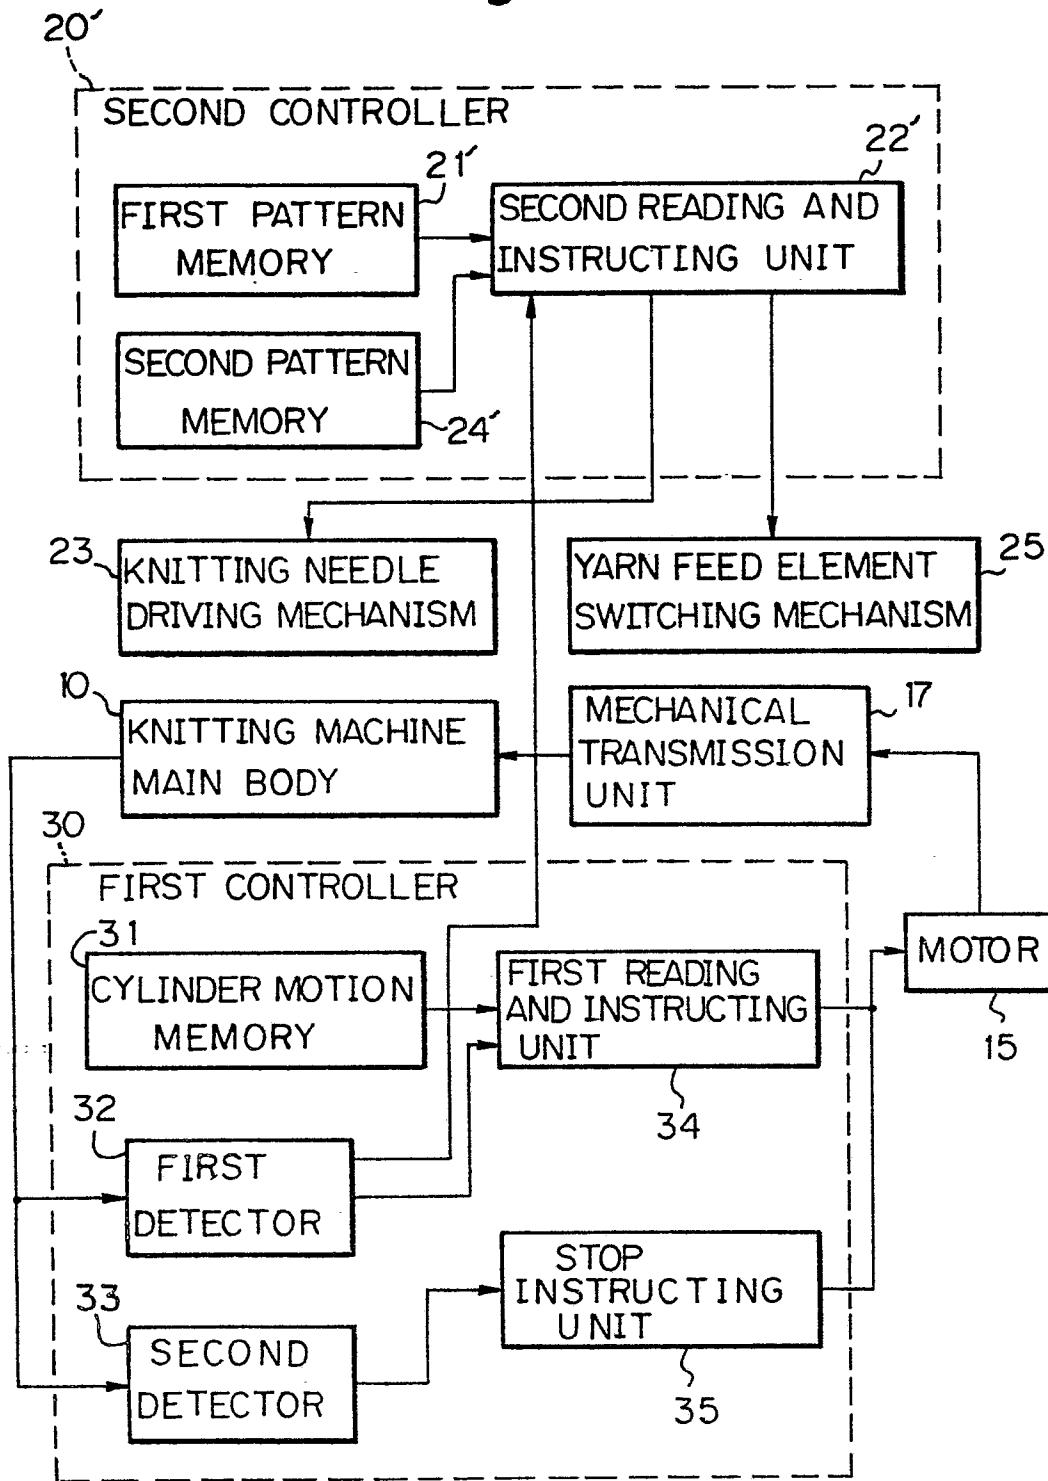 20′
SECOND CONTROLLER
21′
22′
FIRST PATTERN
MEMORY
SECOND READING AND
INSTRUCTING UNIT
SECOND PATTERN
MEMORY
24′
23
KNITTING NEEDLE
DRIVING MECHANISM
YARN FEED ELEMENT
SWITCHING MECHANISM
25
10
KNITTING MACHINE
MAIN BODY
MECHANICAL
TRANSMISSION
UNIT
17
30
FIRST CONTROLLER
31
CYLINDER MOTION
MEMORY
FIRST READING
AND INSTRUCTING
UNIT
34
MOTOR
15
32
FIRST
DETECTOR
33
SECOND
DETECTOR
STOP
INSTRUCTING
UNIT
35